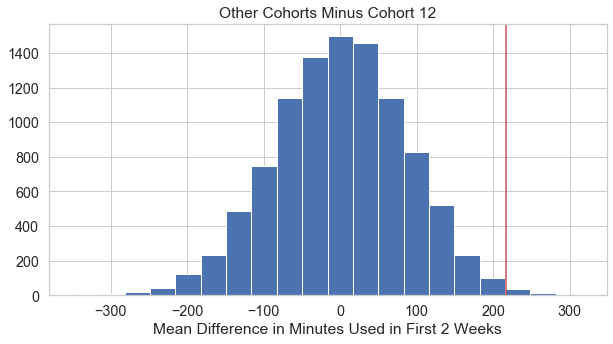 Other Cohorts Minus Cohort 12
1400
1200
1000
800
600
400
200
0
−300 −200 −100 0 100 200 300
Mean Difference in Minutes Used in First 2 Weeks